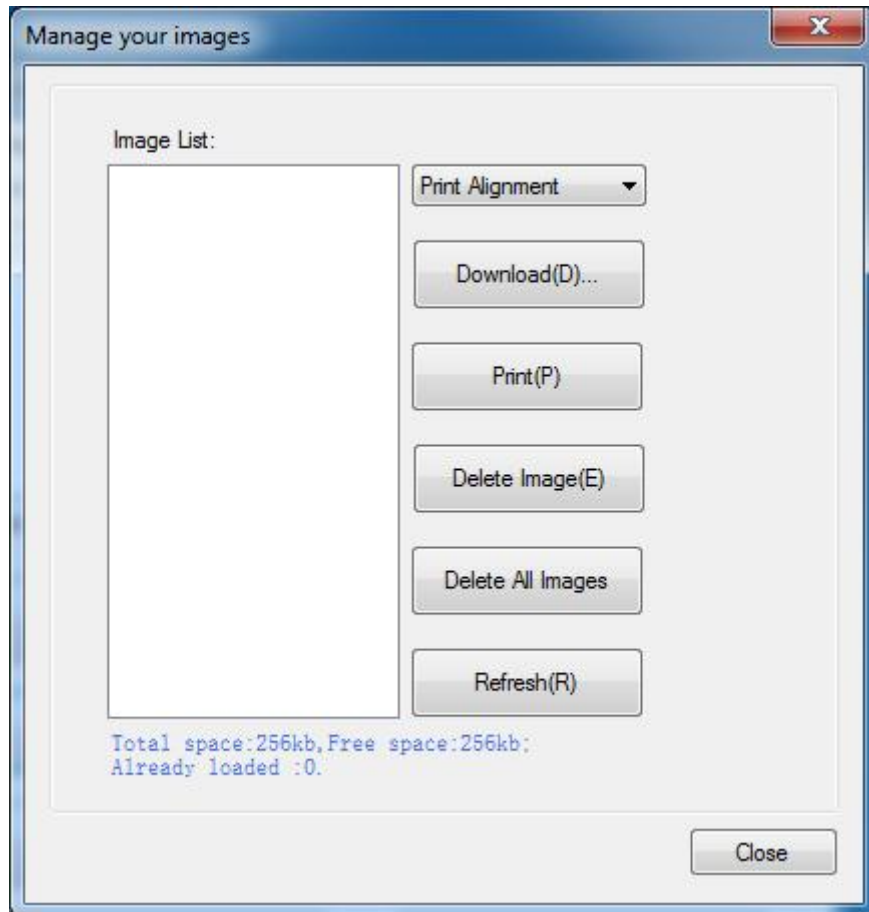 Manage your images
Image List:
Print Alignment
Download(D)...
Print(P)
Delete Image(E)
Delete All Images
Refresh(R)
Total space:256kb,Free space:256kb;
Already loaded :0.
Close